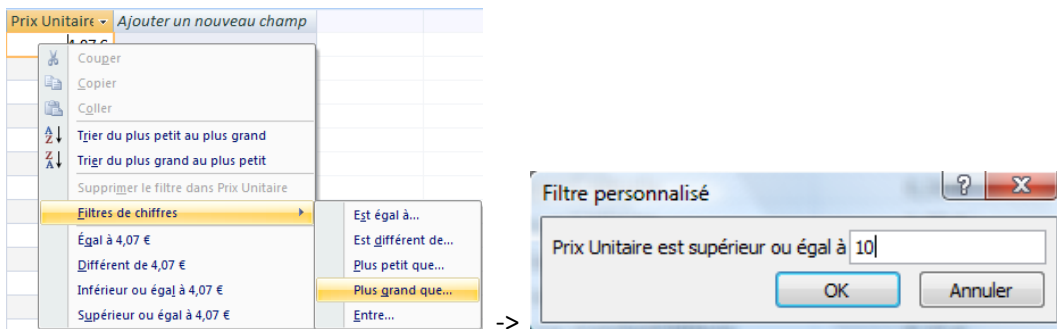 Prix Unitaire Ajouter un nouveau champ
4,07 €
Couper
Copier
Coller
Trier du plus petit au plus grand
Trier du plus grand au plus petit
Supprimer le filtre dans Prix Unitaire
Filtres de chiffres
Égal à 4,07 €
Différent de 4,07 €
Inférieur ou égal à 4,07 €
Supérieur ou égal à 4,07 €
Est égal à...
Est différent de...
Plus petit que...
Plus grand que...
Entre...
->
Filtre personnalisé
Prix Unitaire est supérieur ou égal à 10
OK Annuler